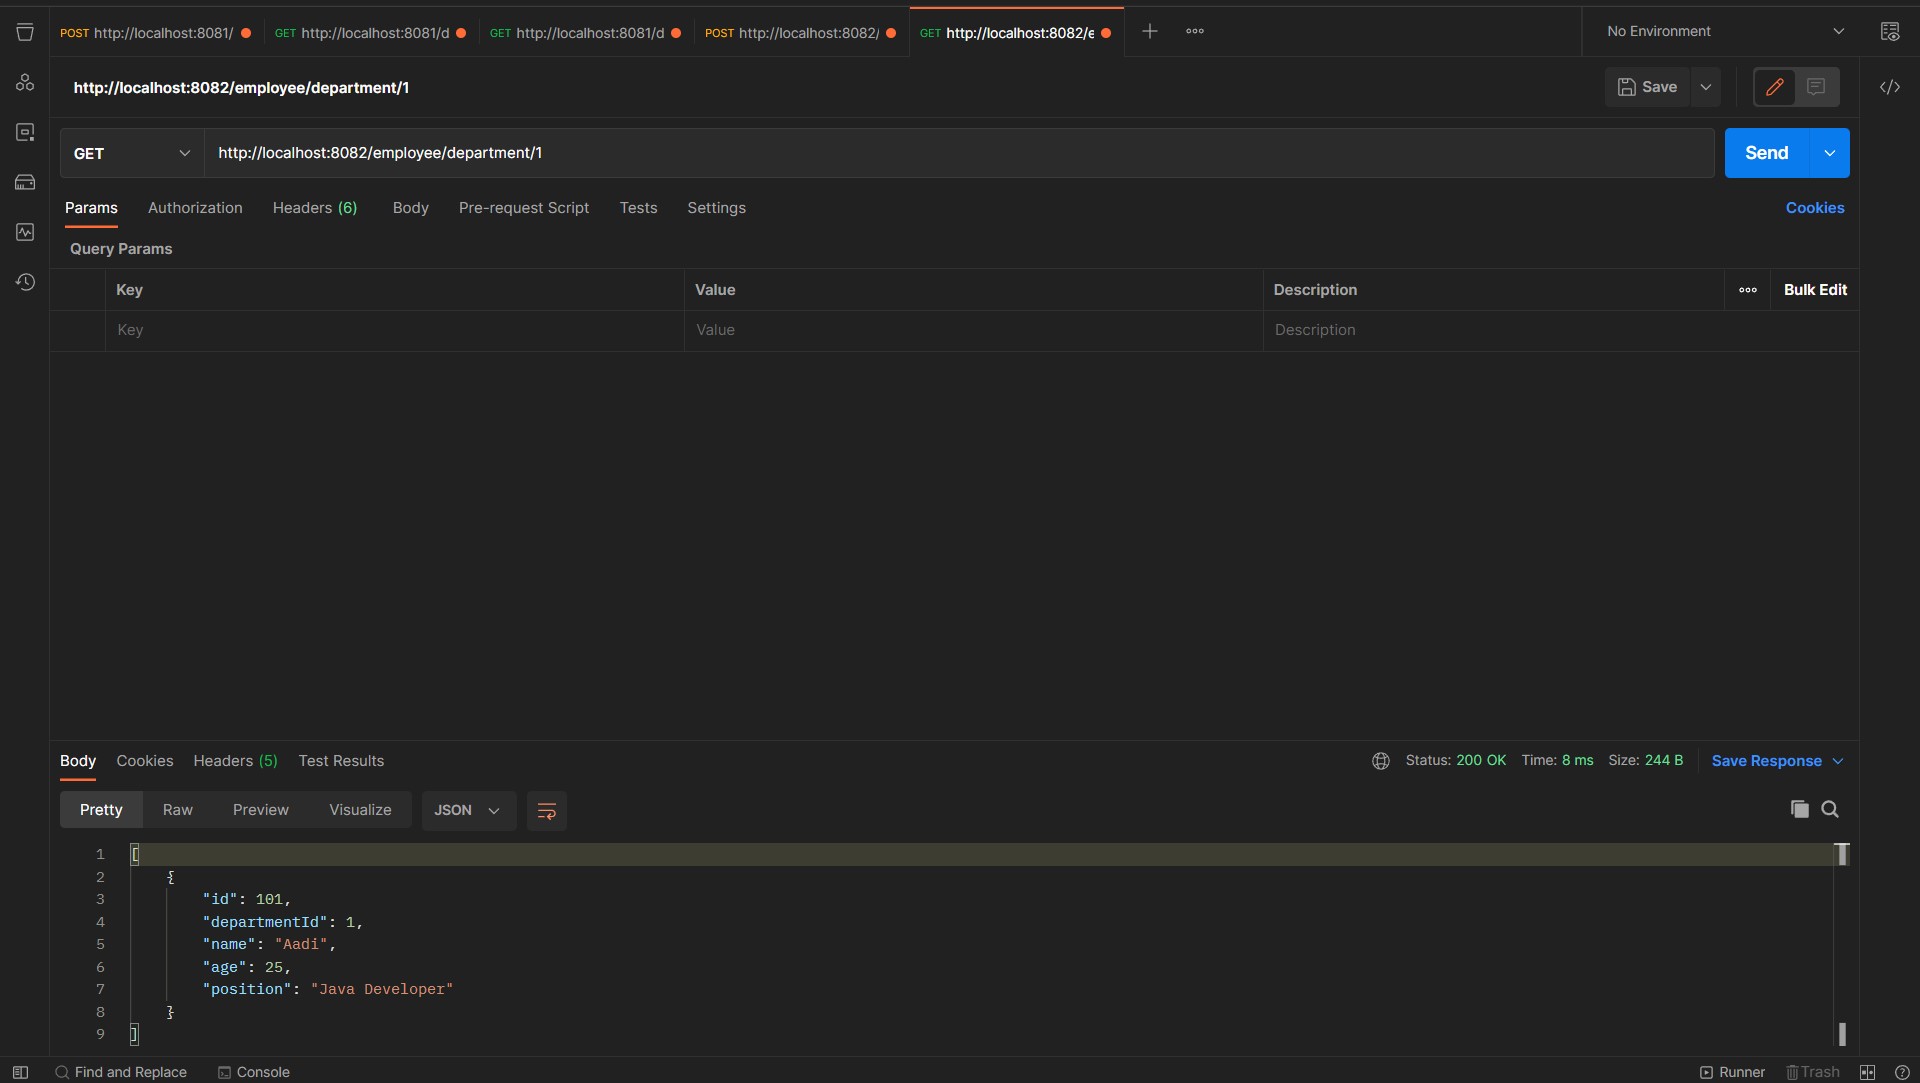 POST http://localhost:8081/
GET http://localhost:8081/d
GET http://localhost:8081/d
POST http://localhost:8082/
GET http://localhost:8082/e
No Environment
http://localhost:8082/employee/department/1
Save
GET
http://localhost:8082/employee/department/1
Send
Params Authorization Headers (6) Body Pre-request Script Tests Settings Cookies
Query Params
Key Value Description Bulk Edit
Key Value Description
Body Cookies Headers (5) Test Results Status: 200 OK Time: 8 ms Size: 244 B Save Response
Pretty Raw Preview Visualize JSON
1 [
2 {
3 "id": 101,
4 "departmentId": 1,
5 "name": "Aadi",
6 "age": 25,
7 "position": "Java Developer"
8 }
9 ]
Find and Replace Console Runner Trash